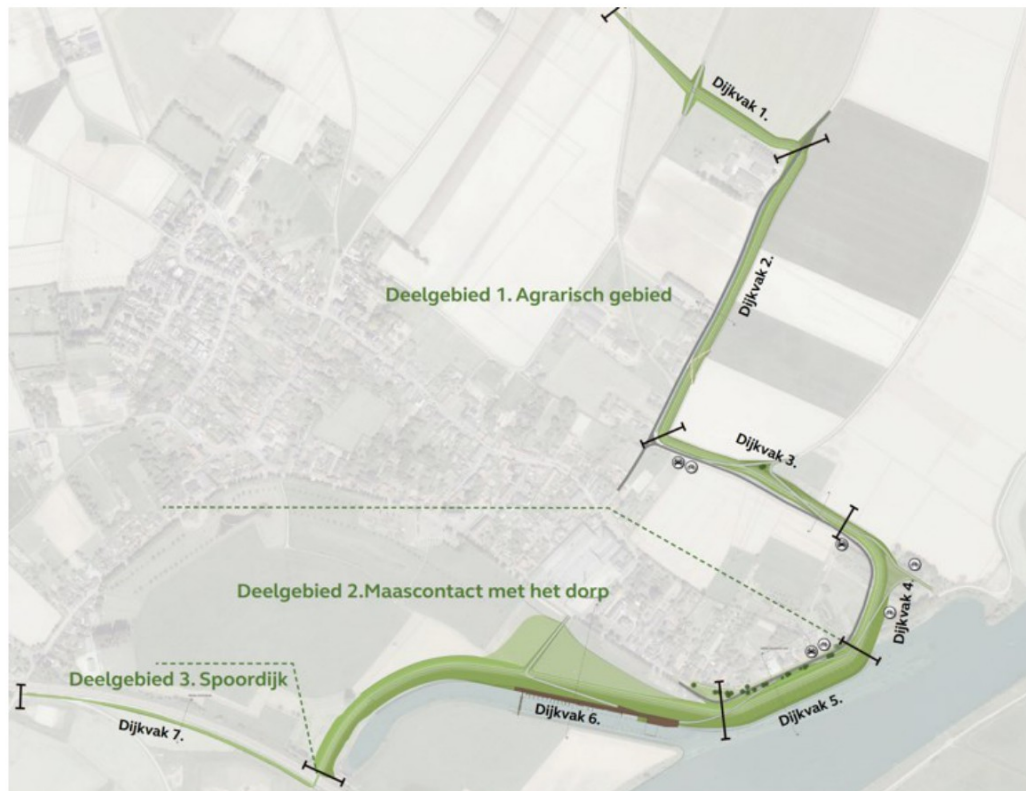 Dijkvak 1.
Dijkvak 2.
Deelgebied 1. Agrarisch gebied
Dijkvak 3.
Deelgebied 2.Maascontact met het dorp
Dijkvak 4.
Deelgebied 3. Spoordijk
Dijkvak 5.
Dijkvak 6.
Dijkvak 7.